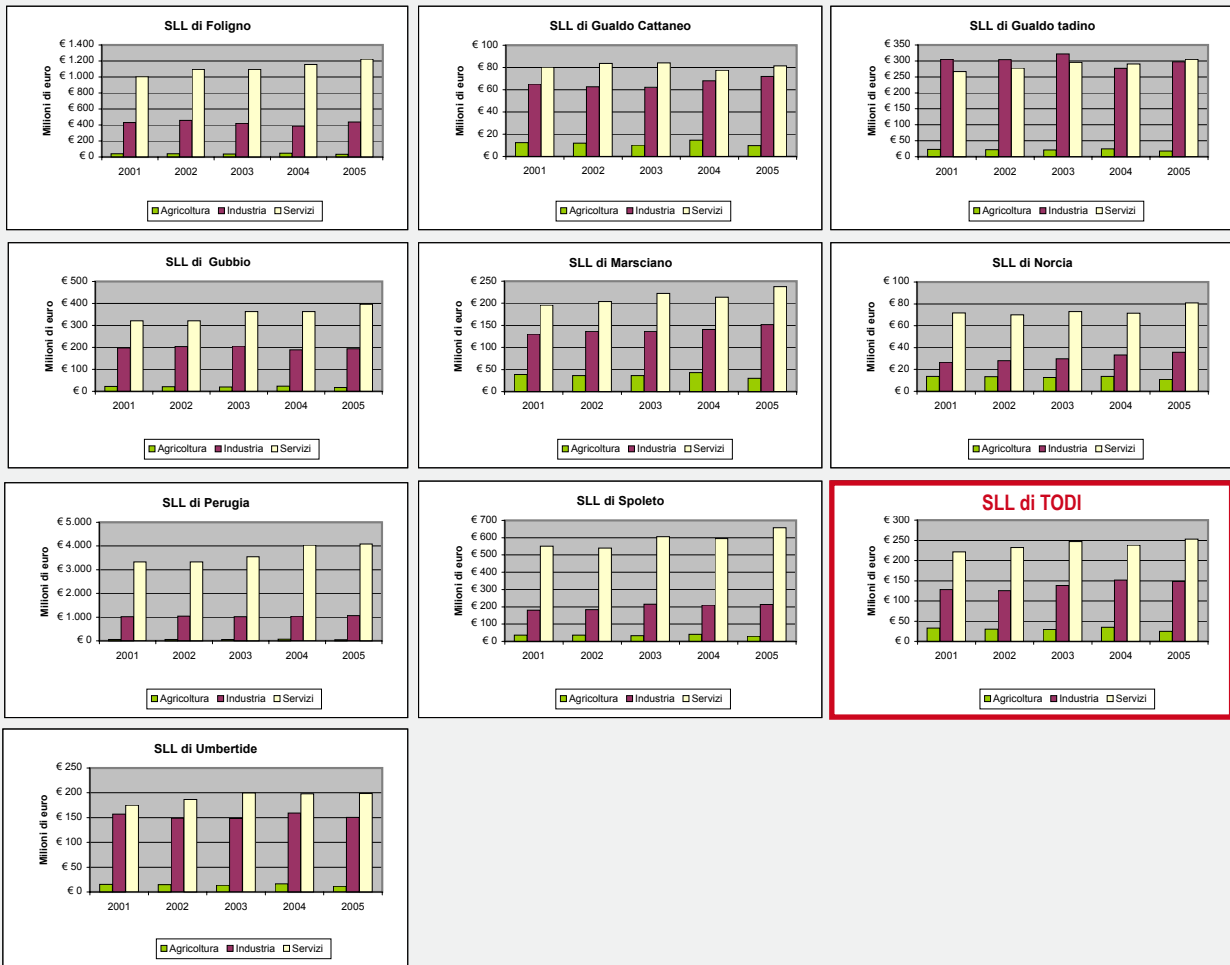 SLL di Foligno
Milioni di euro
€ 1.400
€ 1.200
€ 1.000
€ 800
€ 600
€ 400
€ 200
€ 0
2001 2002 2003 2004 2005
Agricoltura Industria Servizi
SLL di Gualdo Cattaneo
Milioni di euro
€ 100
€ 80
€ 60
€ 40
€ 20
€ 0
2001 2002 2003 2004 2005
Agricoltura Industria Servizi
SLL di Gualdo tadino
Milioni di euro
€ 350
€ 300
€ 250
€ 200
€ 150
€ 100
€ 50
€ 0
2001 2002 2003 2004 2005
Agricoltura Industria Servizi
SLL di Gubbio
Milioni di euro
€ 500
€ 400
€ 300
€ 200
€ 100
€ 0
2001 2002 2003 2004 2005
Agricoltura Industria Servizi
SLL di Marsciano
Milioni di euro
€ 250
€ 200
€ 150
€ 100
€ 50
€ 0
2001 2002 2003 2004 2005
Agricoltura Industria Servizi
SLL di Norcia
Milioni di euro
€ 100
€ 80
€ 60
€ 40
€ 20
€ 0
2001 2002 2003 2004 2005
Agricoltura Industria Servizi
SLL di Perugia
Milioni di euro
€ 5.000
€ 4.000
€ 3.000
€ 2.000
€ 1.000
€ 0
2001 2002 2003 2004 2005
Agricoltura Industria Servizi
SLL di Spoleto
Milioni di euro
€ 700
€ 600
€ 500
€ 400
€ 300
€ 200
€ 100
€ 0
2001 2002 2003 2004 2005
Agricoltura Industria Servizi
SLL di TODI
Milioni di euro
€ 300
€ 250
€ 200
€ 150
€ 100
€ 50
€ 0
2001 2002 2003 2004 2005
Agricoltura Industria Servizi
SLL di Umbertide
Milioni di euro
€ 250
€ 200
€ 150
€ 100
€ 50
€ 0
2001 2002 2003 2004 2005
Agricoltura Industria Servizi